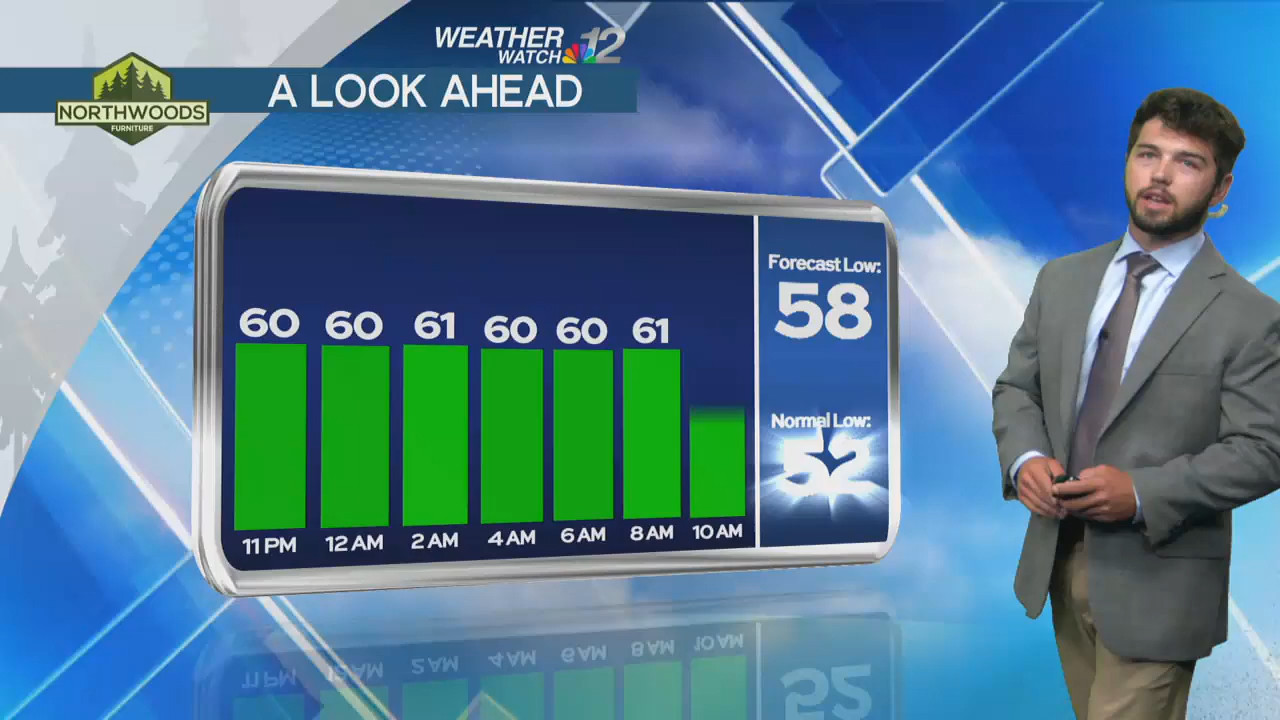 WEATHER
WATCH 12
A LOOK AHEAD
NORTHWOODS
FURNITURE
60 60 61 60 60 61
11 PM 12 AM 2 AM 4 AM 6 AM 8 AM 10 AM
Forecast Low:
58
Normal Low:
52